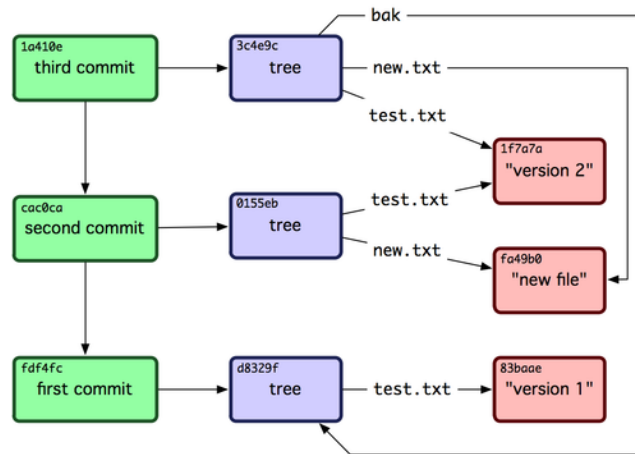 bak
1a410e
third commit
3c4e9c
tree
new.txt
test.txt
1f7a7a
"version 2"
cac0ca
second commit
0155eb
tree
test.txt
new.txt
fa49b0
"new file"
fdf4fc
first commit
d8329f
tree
test.txt
83baae
"version 1"